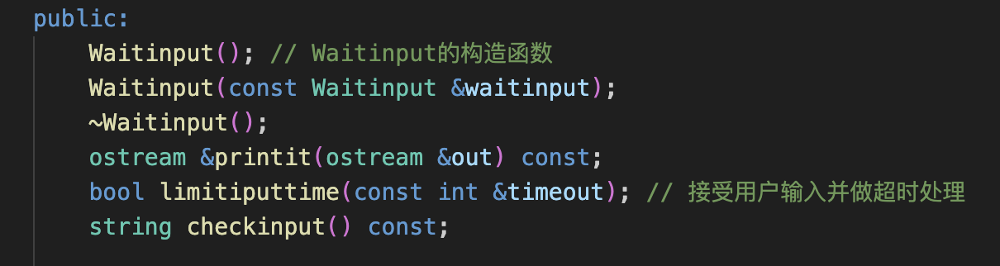 public:
Waitinput(); // Waitinput的构造函数
Waitinput(const Waitinput &waitinput);
~Waitinput();
ostream &printit(ostream &out) const;
bool limitiputtime(const int &timeout); // 接受用户输入并做超时处理
string checkinput() const;